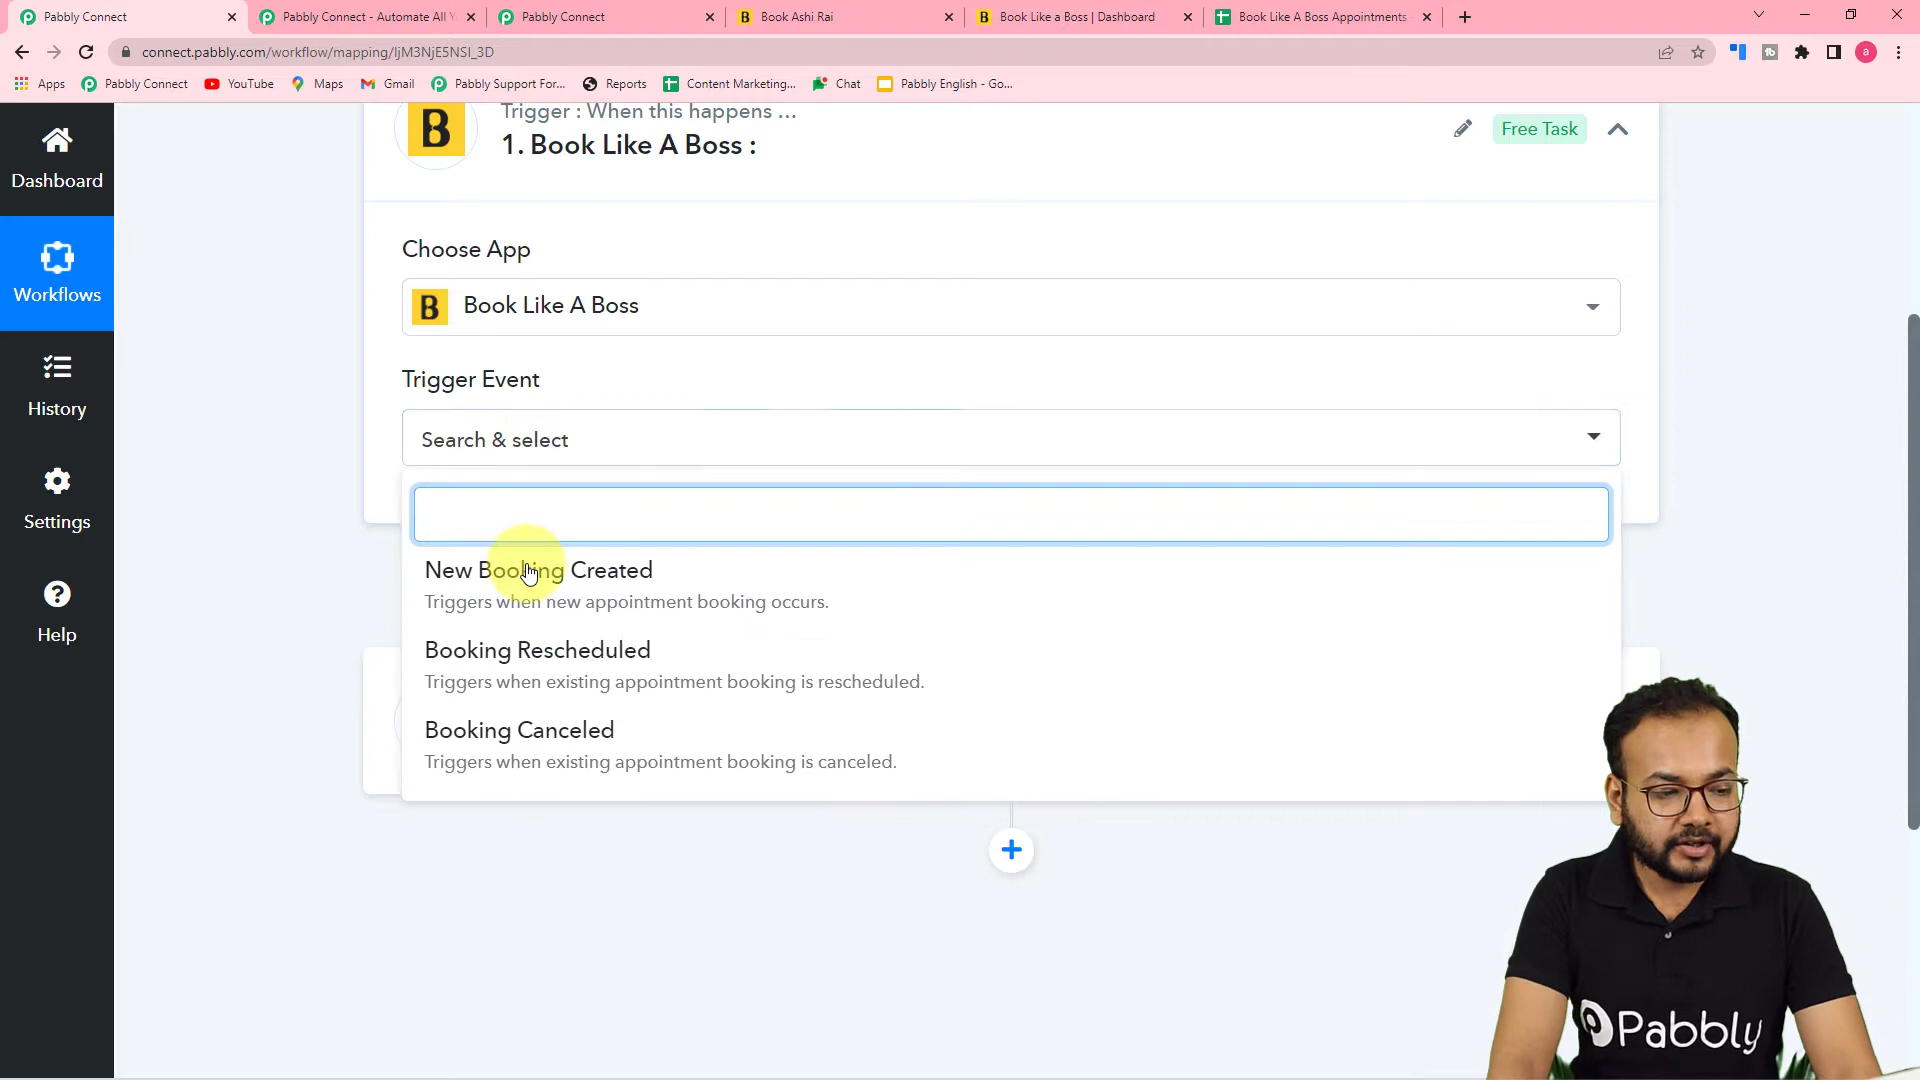 Pabbly Connect
Pabbly Connect - Automate All Y
Pabbly Connect
Book Ashi Rai
Book Like a Boss | Dashboard
Book Like A Boss Appointments
connect.pabbly.com/workflow/mapping/IjM3NjE5NSI_3D
a
Apps
Pabbly Connect
YouTube
Maps
Gmail
Pabbly Support For...
Reports
Content Marketing...
Chat
Pabbly English - Go...
Dashboard
Workflows
History
Settings
Help
B
Trigger : When this happens ...
1. Book Like A Boss :
Free Task
Choose App
B
Book Like A Boss
Trigger Event
Search & select
New Booking Created
Triggers when new appointment booking occurs.
Booking Rescheduled
Triggers when existing appointment booking is rescheduled.
Booking Canceled
Triggers when existing appointment booking is canceled.
Pabbly